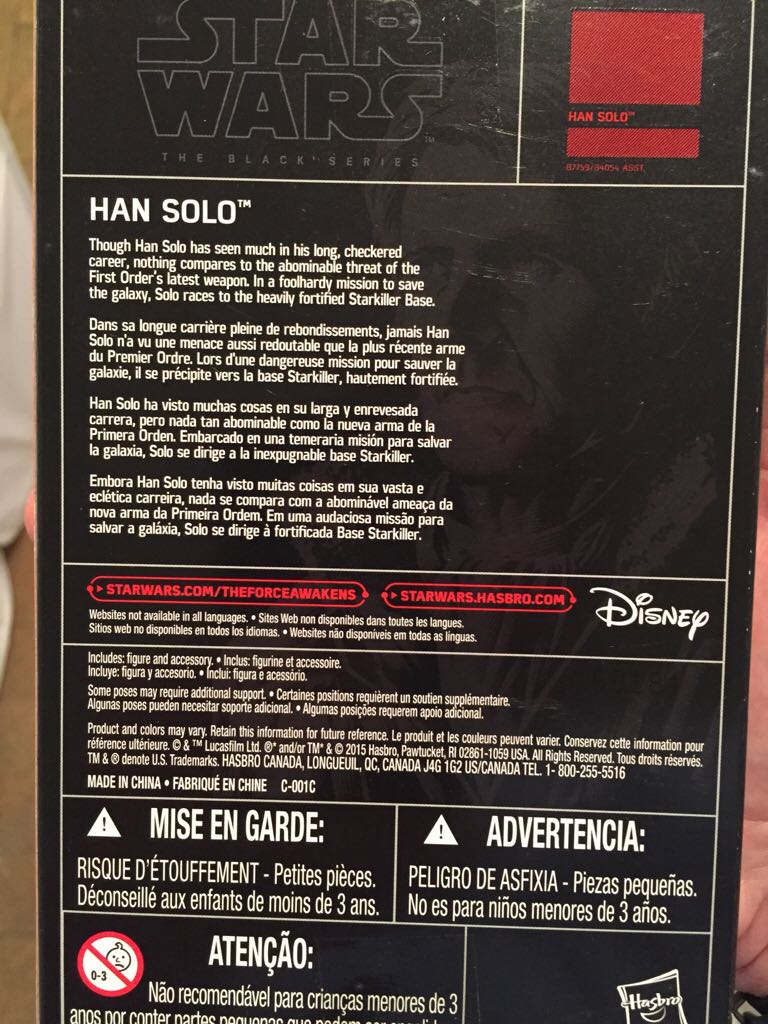 STAR
WARS™
THE BLACK SERIES
HAN SOLO™
B7759/B4054 ASST.
HAN SOLO™
Though Han Solo has seen much in his long, checkered
career, nothing compares to the abominable threat of the
First Order's latest weapon. In a foolhardy mission to save
the galaxy, Solo races to the heavily fortified Starkiller Base.
Dans sa longue carrière pleine de rebondissements, jamais Han
Solo n'a vu une menace aussi redoutable que la plus récente arme
du Premier Ordre. Lors d'une dangereuse mission pour sauver la
galaxie, il se précipite vers la base Starkiller, hautement fortifiée.
Han Solo ha visto muchas cosas en su larga y enrevesada
carrera, pero nada tan abominable como la nueva arma de la
Primera Orden. Embarcado en una temeraria misión para salvar
la galaxia, Solo se dirige a la inexpugnable base Starkiller.
Embora Han Solo tenha visto muitas coisas em sua vasta e
eclética carreira, nada se compara com a abominável ameaça da
nova arma da Primeira Ordem. Em uma audaciosa missão para
salvar a galáxia, Solo se dirige à fortificada Base Starkiller.
STARWARS.COM/THEFORCEAWAKENS
STARWARS.HASBRO.COM
Disney
Websites not available in all languages. • Sites Web non disponibles dans toutes les langues.
Sitios web no disponibles en todos los idiomas. • Websites não disponíveis em todas as línguas.
Includes: figure and accessory. • Inclus: figurine et accessoire.
Incluye: figura y accesorio. • Inclui: figura e acessório.
Some poses may require additional support. • Certaines positions requièrent un soutien supplémentaire.
Algunas poses pueden necesitar soporte adicional. • Algumas posições requerem apoio adicional.
Product and colors may vary. Retain this information for future reference. Le produit et les couleurs peuvent varier. Conservez cette information pour
référence ultérieure. © & ™ Lucasfilm Ltd. ®* and/or TM* & © 2015 Hasbro, Pawtucket, RI 02861-1059 USA. All Rights Reserved. Tous droits réservés.
TM & ® denote U.S. Trademarks. HASBRO CANADA, LONGUEUIL, QC, CANADA J4G 1G2 US/CANADA TEL. 1- 800-255-5516
MADE IN CHINA • FABRIQUÉ EN CHINE C-001C
MISE EN GARDE:
RISQUE D'ÉTOUFFEMENT - Petites pièces.
Déconseillé aux enfants de moins de 3 ans.
ADVERTENCIA:
PELIGRO DE ASFIXIA - Piezas pequeñas.
No es para niños menores de 3 años.
0-3
ATENÇÃO:
Não recomendável para crianças menores de 3
anos por conter partes pequenas que podem ser
Hasbro